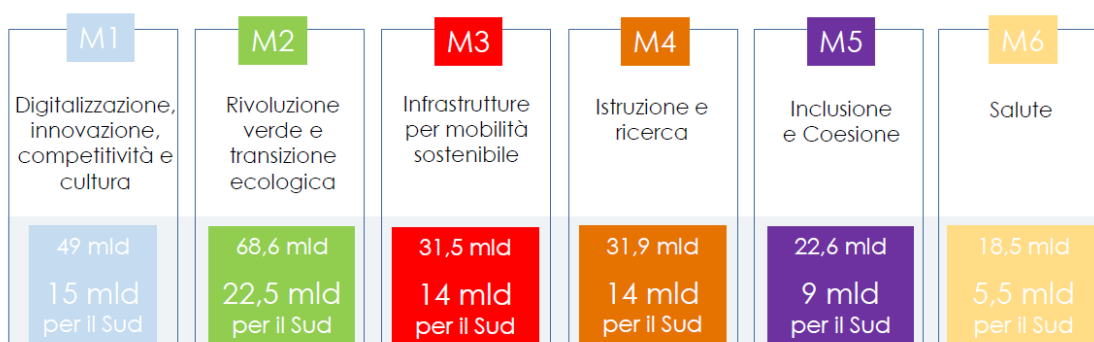 M1
Digitalizzazione,
innovazione,
competitività e
cultura
49 mld
15 mld
per il Sud
M2
Rivoluzione
verde e
transizione
ecologica
68,6 mld
22,5 mld
per il Sud
M3
Infrastrutture
per mobilità
sostenibile
31,5 mld
14 mld
per il Sud
M4
Istruzione e
ricerca
31,9 mld
14 mld
per il Sud
M5
Inclusione
e Coesione
22,6 mld
9 mld
per il Sud
M6
Salute
18,5 mld
5,5 mld
per il Sud